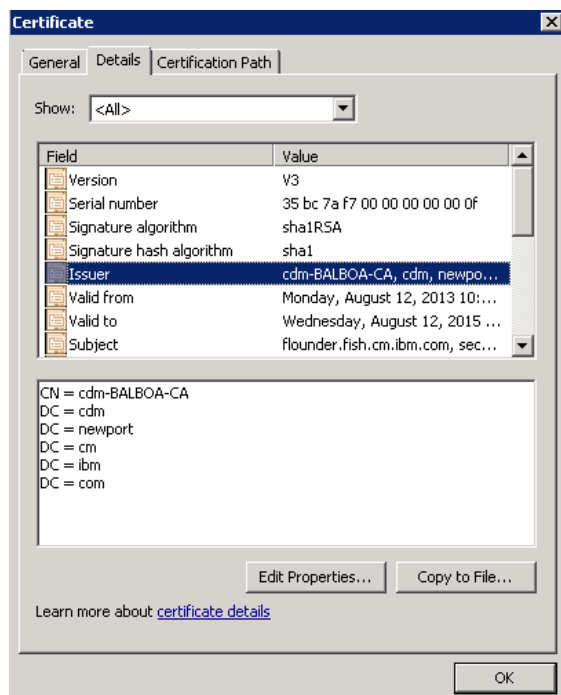 Certificate
General Details Certification Path
Show: <All>
Field Value
Version V3
Serial number 35 bc 7a f7 00 00 00 00 00 0f
Signature algorithm sha1RSA
Signature hash algorithm sha1
Issuer cdm-BALBOA-CA, cdm, newpo...
Valid from Monday, August 12, 2013 10:...
Valid to Wednesday, August 12, 2015 ...
Subject flounder.fish.cm.ibm.com, sec...
CN = cdm-BALBOA-CA
DC = cdm
DC = newport
DC = cm
DC = ibm
DC = com
Edit Properties... Copy to File...
Learn more about certificate details
OK